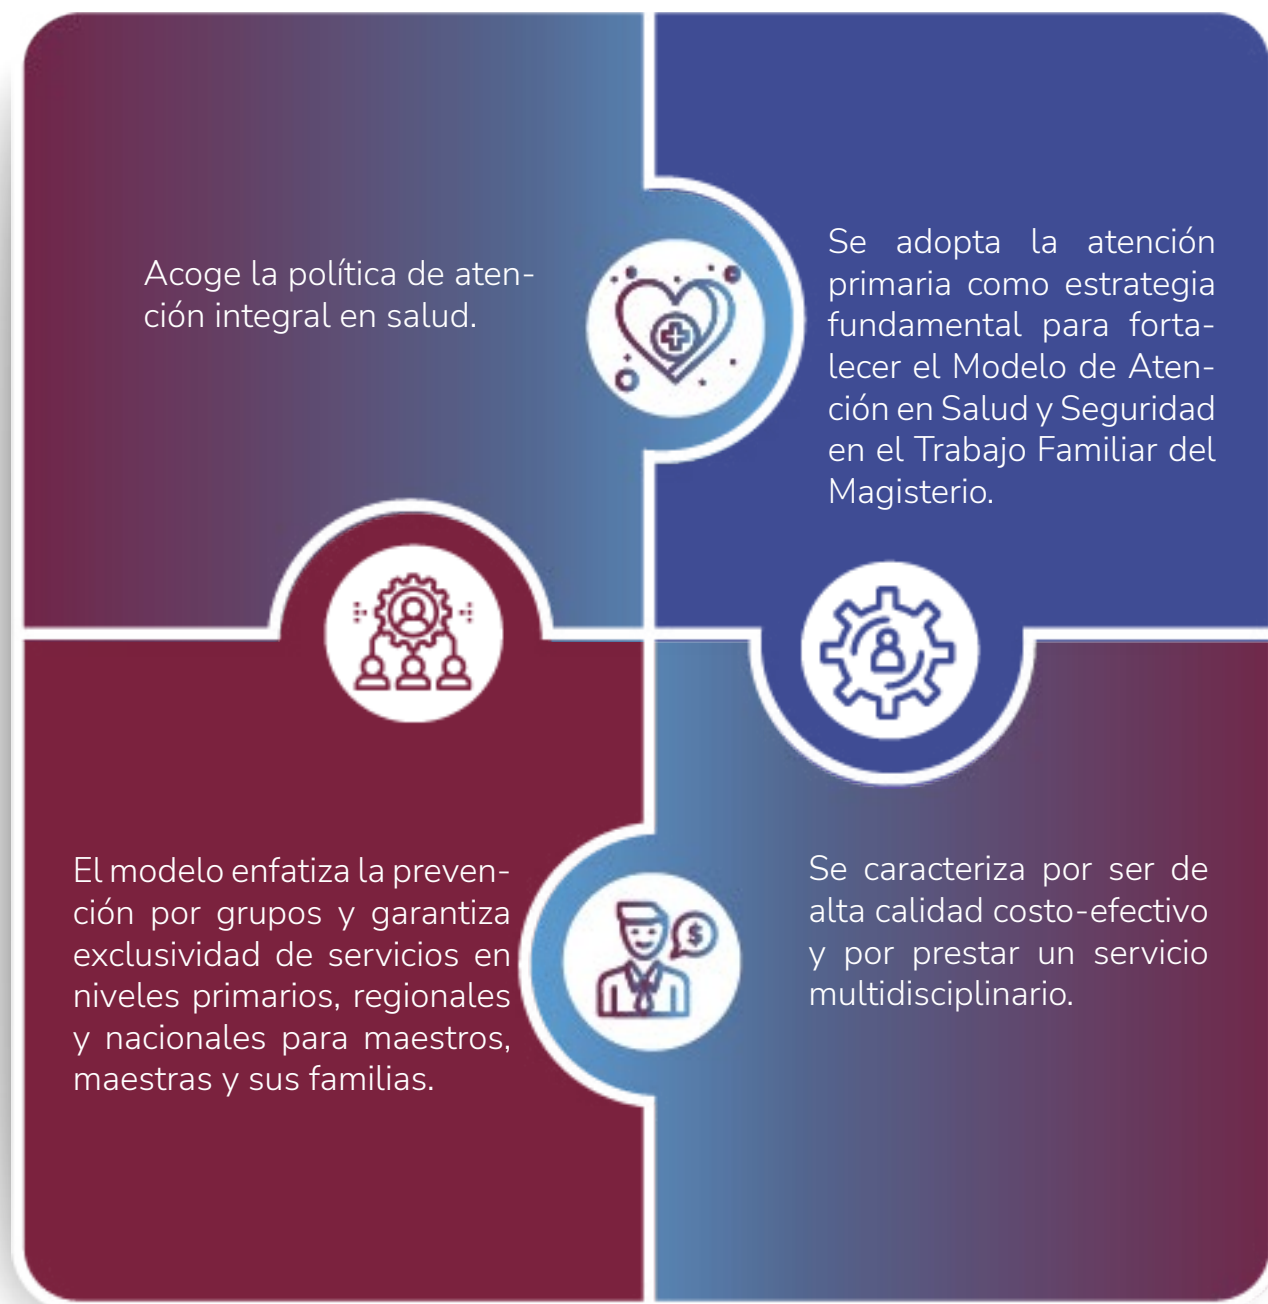 Acoge la política de aten-
ción integral en salud.
Se adopta la atención
primaria como estrategia
fundamental para forta-
lecer el Modelo de Aten-
ción en Salud y Seguridad
en el Trabajo Familiar del
Magisterio.
El modelo enfatiza la preven-
ción por grupos y garantiza
exclusividad de servicios en
niveles primarios, regionales
y nacionales para maestros,
maestras y sus familias.
$
Se caracteriza por ser de
alta calidad costo-efectivo
y por prestar un servicio
multidisciplinario.